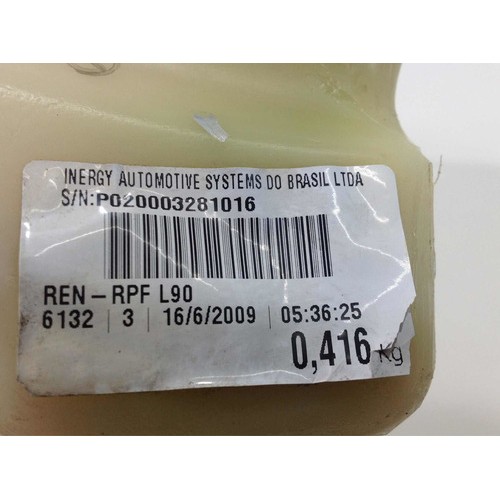 INERGY AUTOMOTIVE SYSTEMS DO BRASIL LTDA
S/N:P020003281016
REN-RPF L90
6132 | 3 | 16/6/2009 | 05:36:25
0,416 Kg